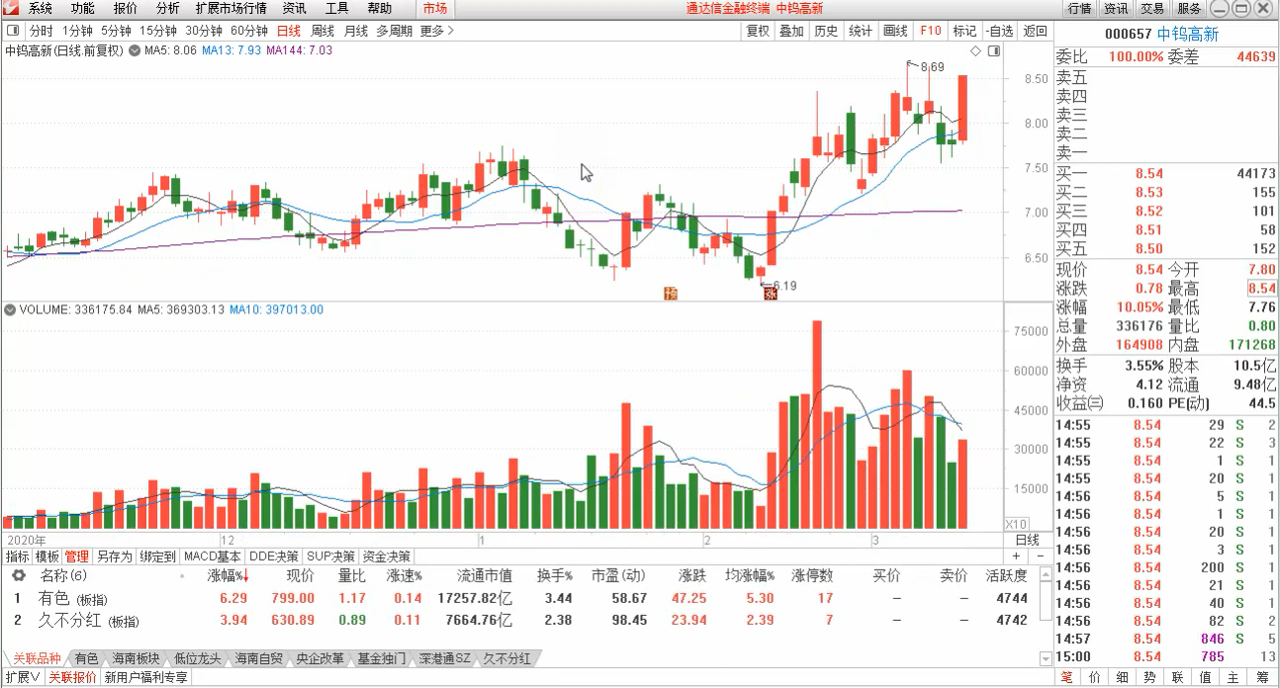 系统 功能 报价 分析 扩展市场行情 资讯 工具 帮助 市场 通达信金融终端 中钨高新 行情 资讯 交易 服务
分时 1分钟 5分钟 15分钟 30分钟 60分钟 日线 周线 月线 多周期 更多> 复权 叠加 历史 统计 画线 F10 标记 -自选 返回
中钨高新(日线.前复权) MA5: 8.06 MA13: 7.93 MA144: 7.03
8.69
8.50
8.00
7.50
7.00
6.50
6.19
VOLUME: 336175.84 MA5: 369303.13 MA10: 397013.00
75000
60000
45000
30000
15000
X10
2020年 12 1 2 3 日线
指标 模板 管理 另存为 绑定到 MACD基本 DDE决策 SUP决策 资金决策 + -
名称(6) 涨幅%↓ 现价 量比 涨速% 流通市值 换手% 市盈(动) 涨跌 均涨幅% 涨停数 买价 卖价 活跃度
1 有色(板指) 6.29 799.00 1.17 0.14 17257.82亿 3.44 58.67 47.25 5.30 17 — — 4744
2 久不分红(板指) 3.94 630.89 0.89 0.11 7664.76亿 2.38 98.45 23.94 2.39 7 — — 4742
关联品种 有色 海南板块 低位龙头 海南自贸 央企改革 基金独门 深港通SZ 久不分红
扩展∨ 关联报价 新用户福利专享
000657 中钨高新
委比 100.00% 委差 44639
卖五
卖四
卖三
卖二
卖一
买一 8.54 44173
买二 8.53 155
买三 8.52 101
买四 8.51 58
买五 8.50 152
现价 8.54 今开 7.80
涨跌 0.78 最高 8.54
涨幅 10.05% 最低 7.76
总量 336176 量比 0.80
外盘 164908 内盘 171268
换手 3.55% 股本 10.5亿
净资 4.12 流通 9.48亿
收益㈢ 0.160 PE(动) 44.5
14:55 8.54 29 S 2
14:55 8.54 22 S 3
14:55 8.54 1 S 1
14:55 8.54 20 S 1
14:56 8.54 5 S 1
14:56 8.54 1 S 1
14:56 8.54 20 S 1
14:56 8.54 3 S 1
14:56 8.54 200 S 1
14:56 8.54 21 S 1
14:56 8.54 40 S 1
14:56 8.54 82 S 2
14:57 8.54 846 S 5
15:00 8.54 785 13
笔 价 细 势 联 值 主 筹